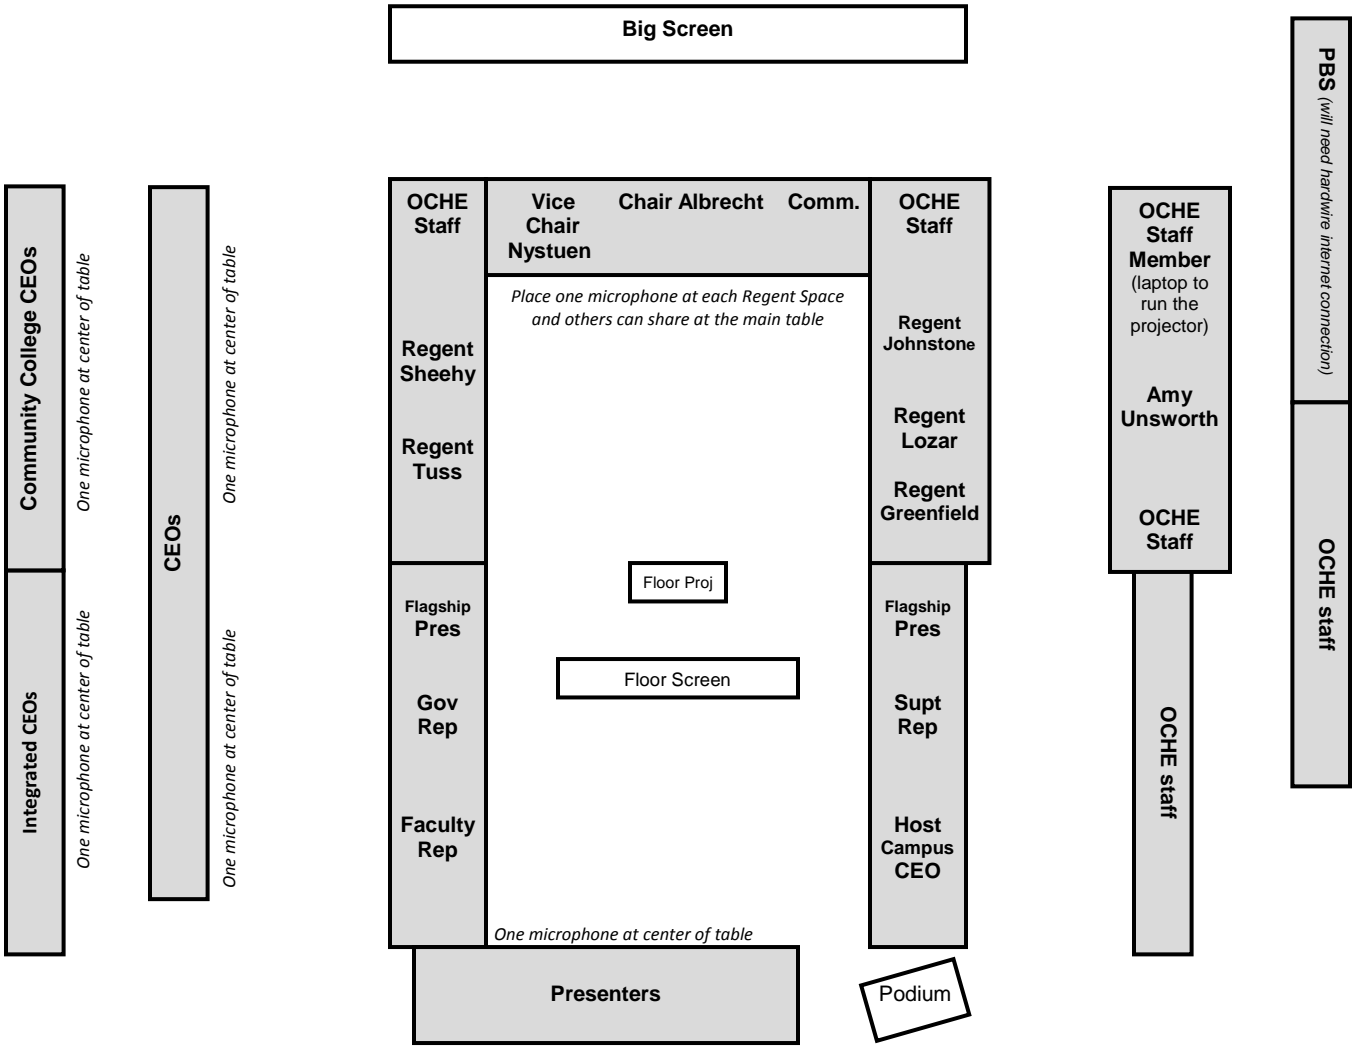 Big Screen
PBS (will need hardwire internet connection)
OCHE staff
Community College CEOs
Integrated CEOs
One microphone at center of table
One microphone at center of table
CEOs
One microphone at center of table
One microphone at center of table
OCHE
Staff
Regent
Sheehy
Regent
Tuss
Flagship
Pres
Gov
Rep
Faculty
Rep
Vice
Chair
Nystuen
Chair Albrecht
Comm.
Place one microphone at each Regent Space
and others can share at the main table
Floor Proj
Floor Screen
One microphone at center of table
Presenters
OCHE
Staff
Regent
Johnstone
Regent
Lozar
Regent
Greenfield
Flagship
Pres
Supt
Rep
Host
Campus
CEO
Podium
OCHE
Staff
Member
(laptop to
run the
projector)
Amy
Unsworth
OCHE
Staff
OCHE staff